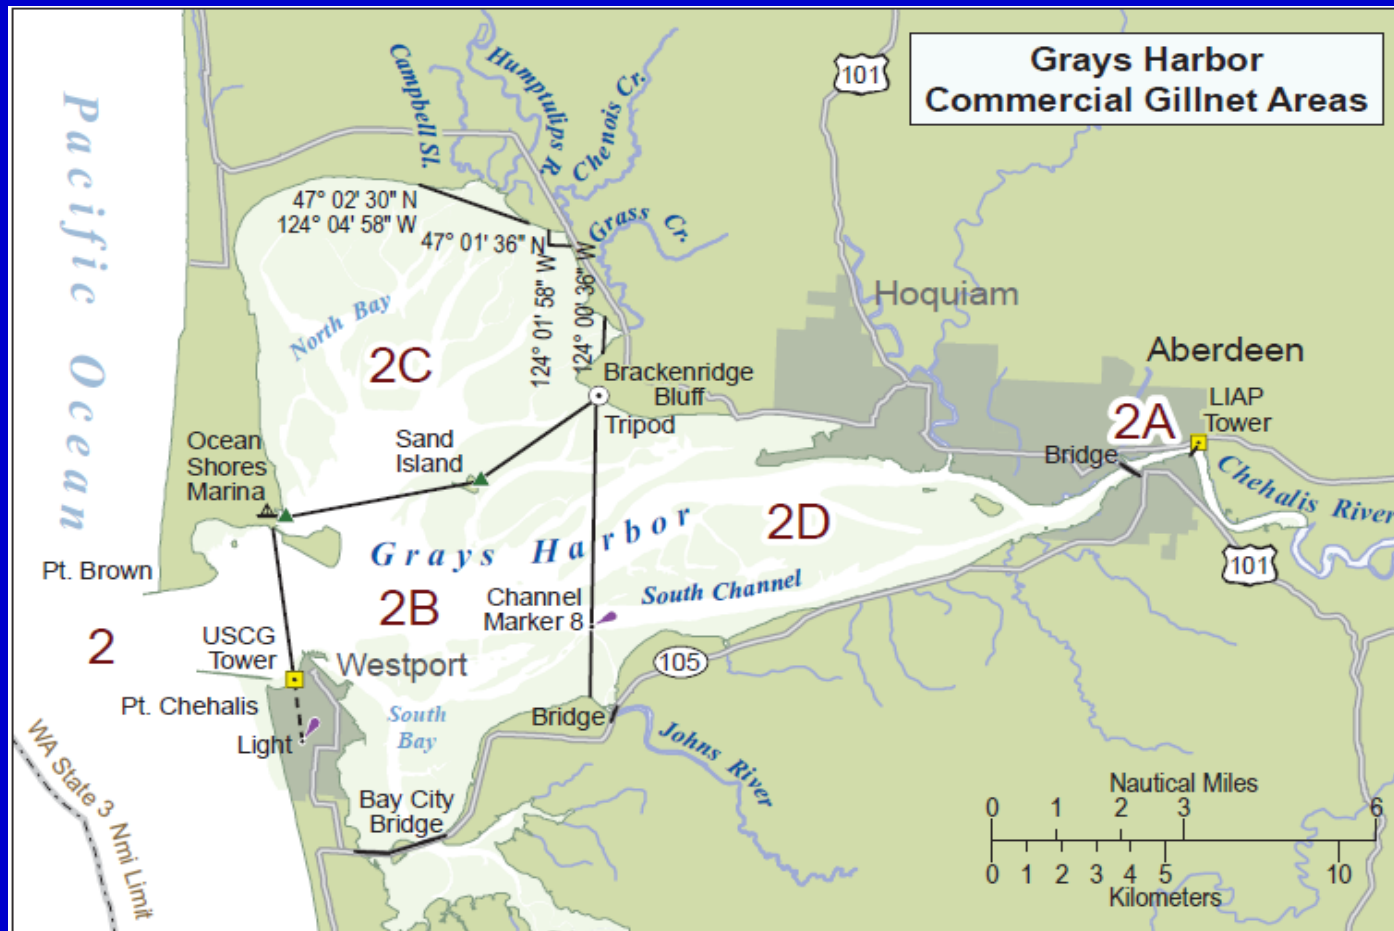 Grays Harbor
Commercial Gillnet Areas
101
Pacific Ocean
Campbell Sl.
Humptulips R.
Chenois Cr.
Grass Cr.
47° 02' 30" N
124° 04' 58" W
47° 01' 36" N
124° 01' 58" W
124° 00' 36" W
North Bay
2C
Hoquiam
Aberdeen
Brackenridge
Bluff
Tripod
LIAP
Tower
2A
Bridge
Chehalis River
Ocean
Shores
Marina
Sand
Island
Grays Harbor
2D
101
Pt. Brown
2B
Channel
Marker 8
South Channel
2
USCG
Tower
Westport
105
Pt. Chehalis
South
Bay
Bridge
Light
Johns River
WA State 3 Nmi Limit
Bay City
Bridge
Nautical Miles
0 1 2 3 6
0 1 2 3 4 5 10
Kilometers